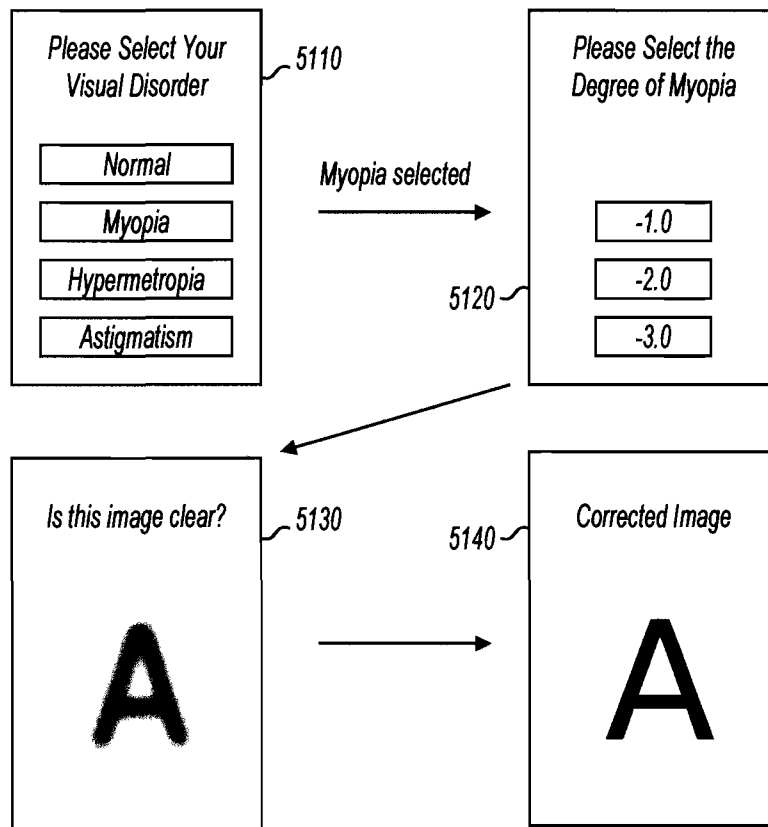 Please Select Your
Visual Disorder
5110
Normal
Myopia
Hypermetropia
Astigmatism
Myopia selected
Please Select the
Degree of Myopia
-1.0
5120
-2.0
-3.0
Is this image clear?
5130
A
5140
Corrected Image
A